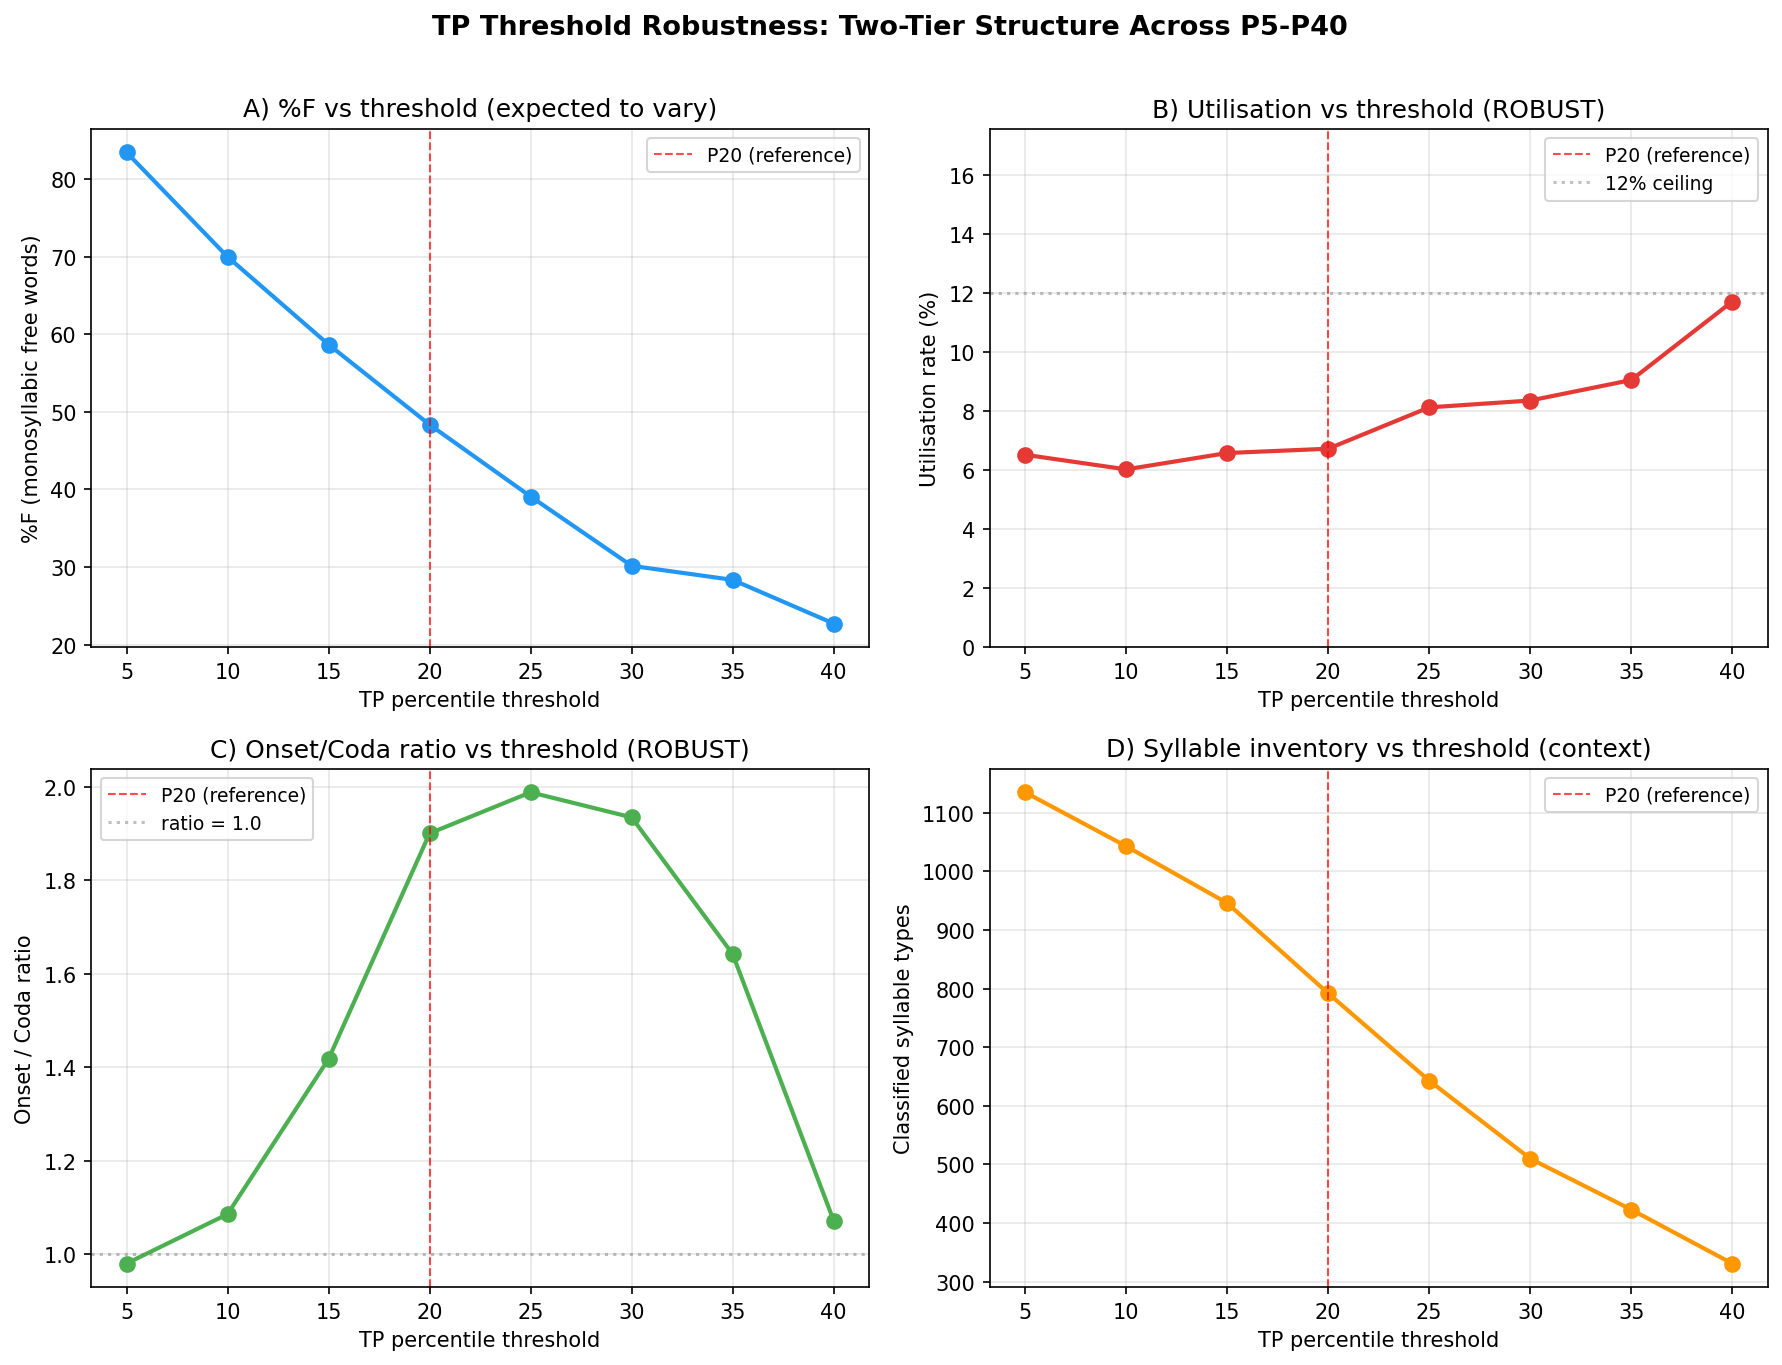 TP Threshold Robustness: Two-Tier Structure Across P5-P40
A) %F vs threshold (expected to vary)
%F (monosyllabic free words)
80
70
60
50
40
30
20
P20 (reference)
5 10 15 20 25 30 35 40
TP percentile threshold
B) Utilisation vs threshold (ROBUST)
Utilisation rate (%)
16
14
12
10
8
6
4
2
0
P20 (reference)
12% ceiling
5 10 15 20 25 30 35 40
TP percentile threshold
C) Onset/Coda ratio vs threshold (ROBUST)
Onset / Coda ratio
2.0
1.8
1.6
1.4
1.2
1.0
P20 (reference)
ratio = 1.0
5 10 15 20 25 30 35 40
TP percentile threshold
D) Syllable inventory vs threshold (context)
Classified syllable types
1100
1000
900
800
700
600
500
400
300
P20 (reference)
5 10 15 20 25 30 35 40
TP percentile threshold